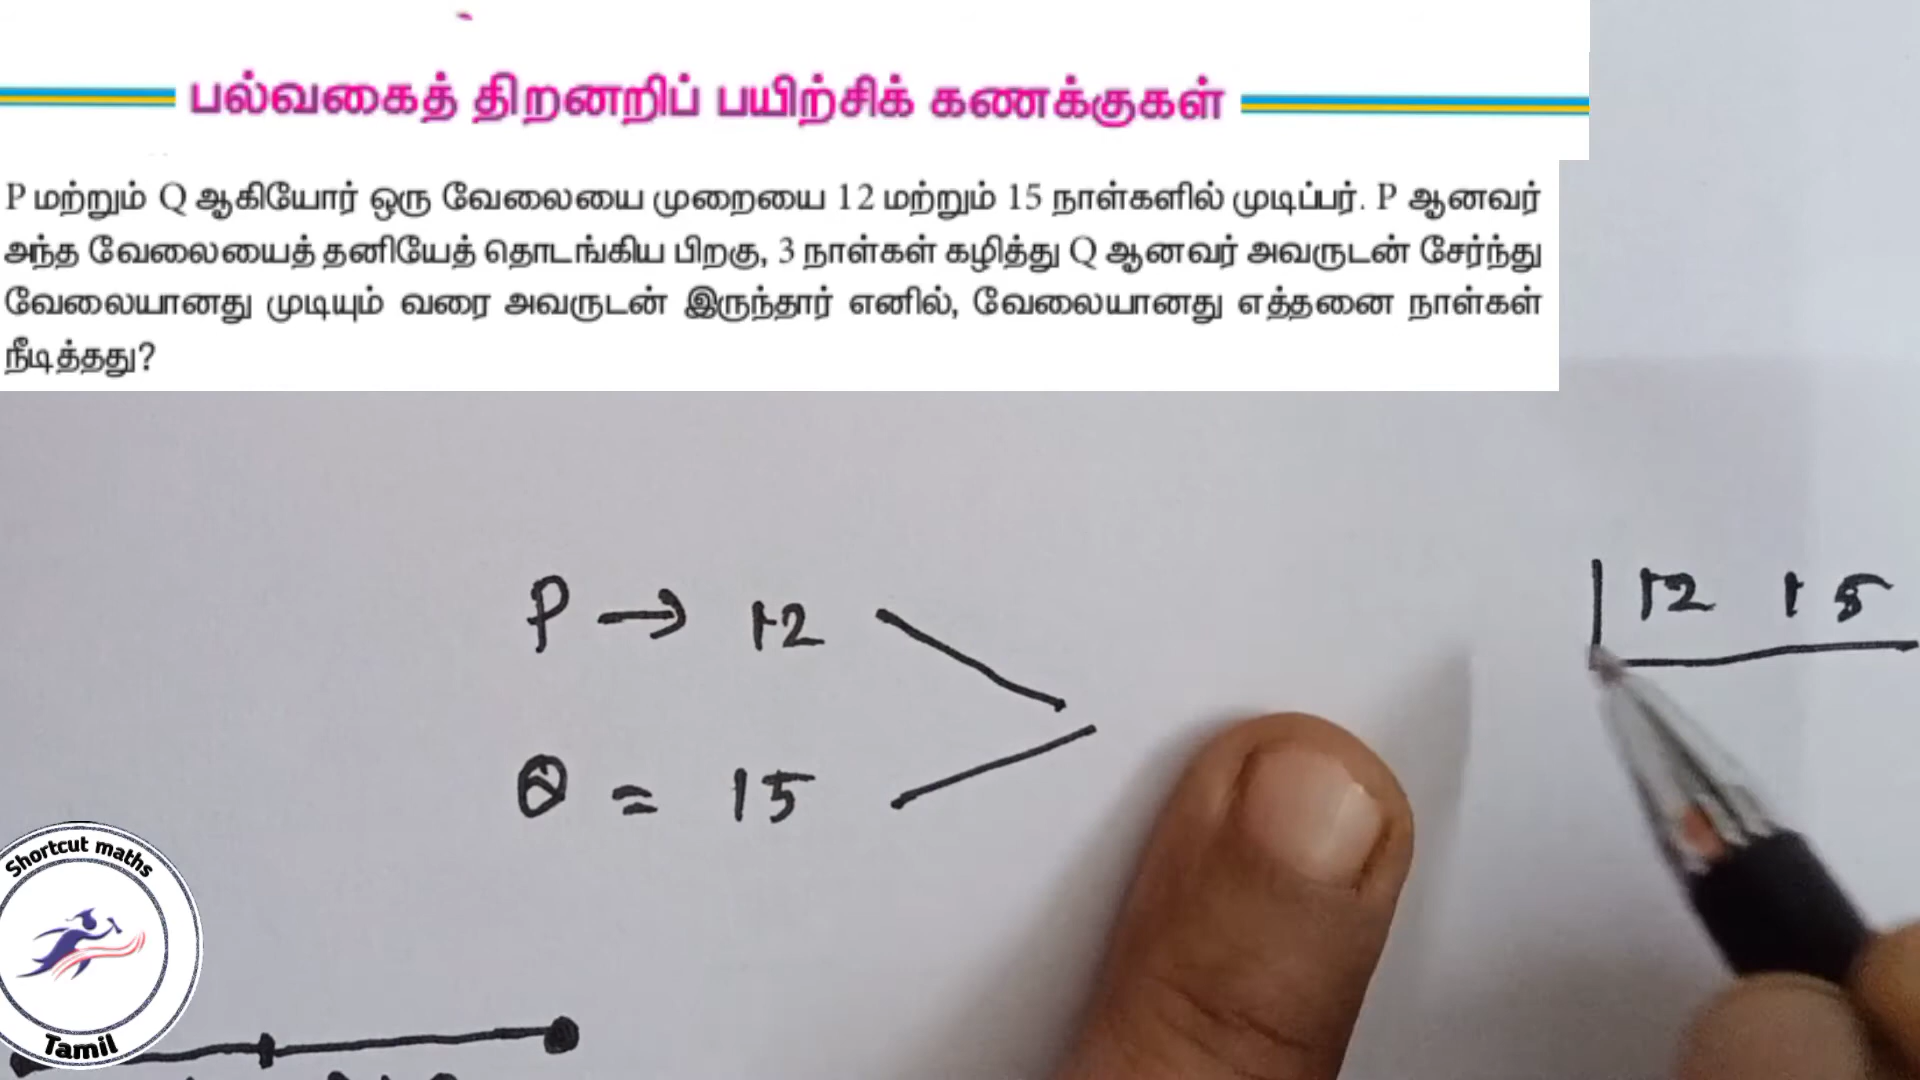 பல்வகைத் திறனறிப் பயிற்சிக் கணக்குகள்
P மற்றும் Q ஆகியோர் ஒரு வேலையை முறையை 12 மற்றும் 15 நாள்களில் முடிப்பர். P ஆனவர்
அந்த வேலையைத் தனியேத் தொடங்கிய பிறகு, 3 நாள்கள் கழித்து Q ஆனவர் அவருடன் சேர்ந்து
வேலையானது முடியும் வரை அவருடன் இருந்தார் எனில், வேலையானது எத்தனை நாள்கள்
நீடித்தது?
P → 12
12 15
Q = 15
Shortcut maths
Tamil